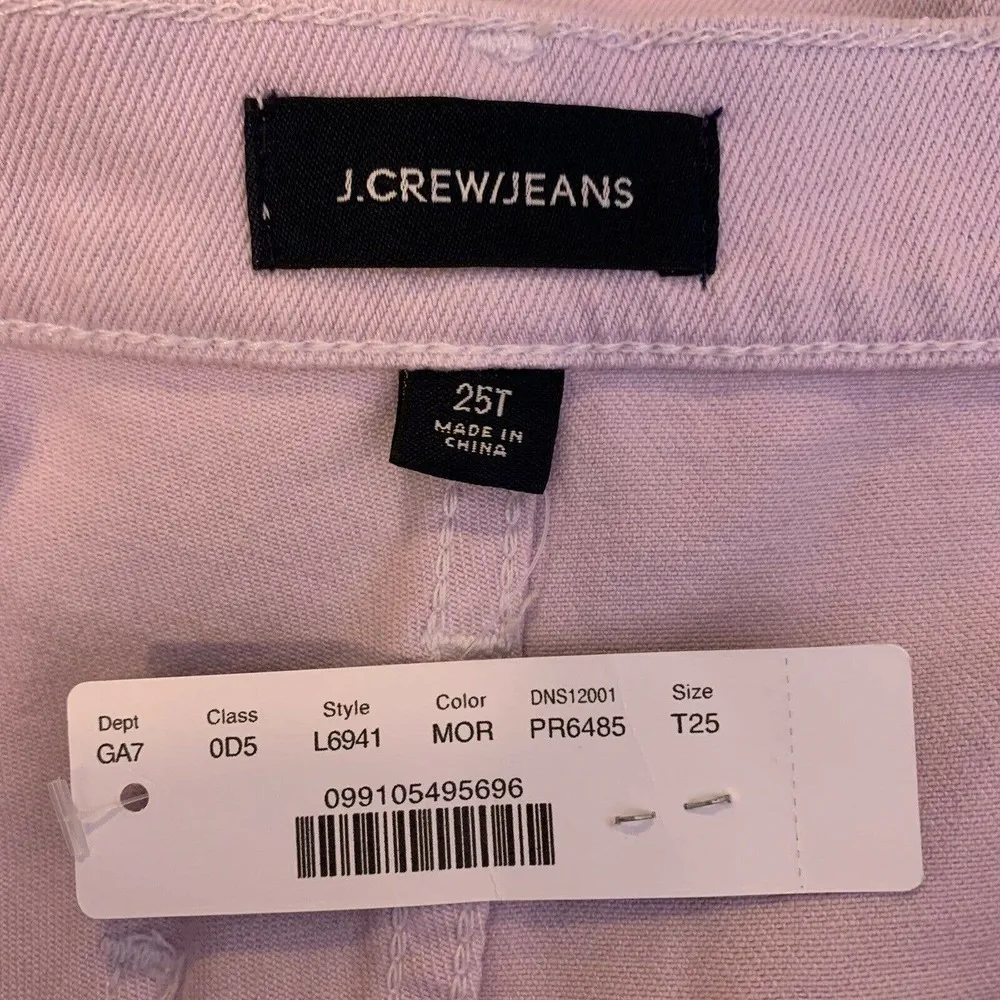 J.CREW/JEANS
25T
MADE IN
CHINA
Dept Class Style Color DNS12001 Size
GA7 0D5 L6941 MOR PR6485 T25
099105495696